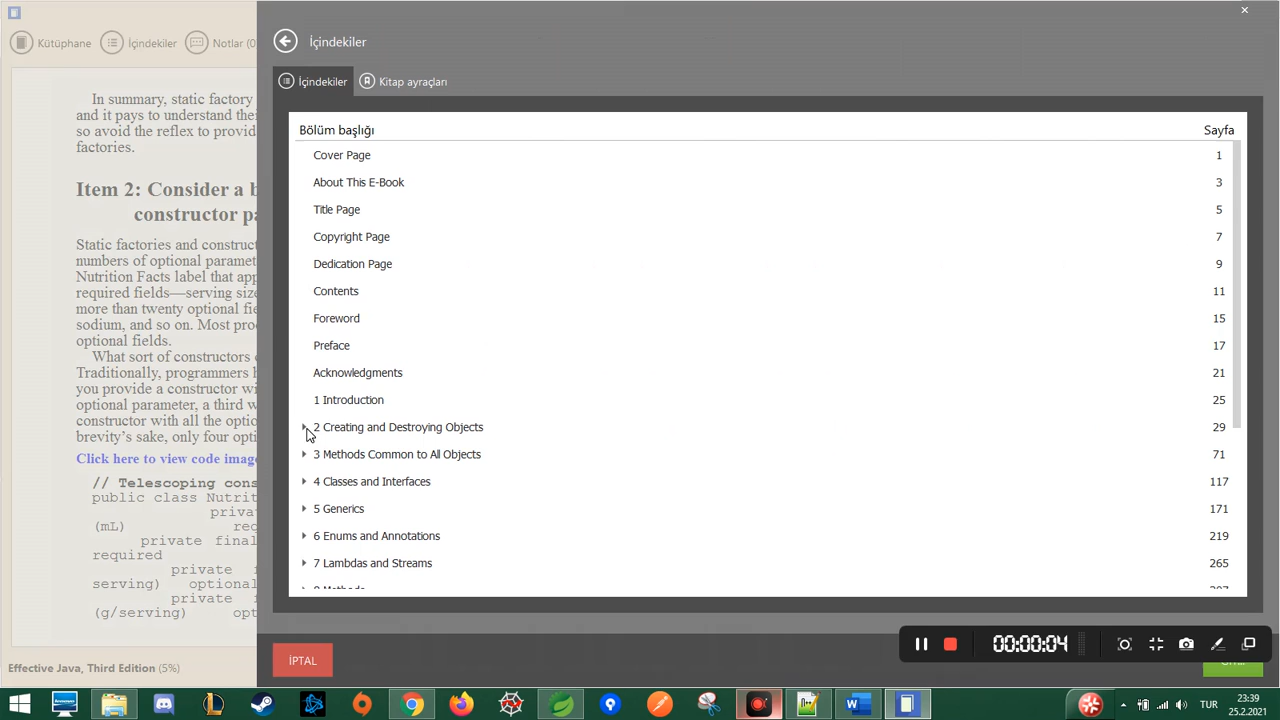 Kütüphane
İçindekiler
Notlar (0
In summary, static factory
and it pays to understand thei
so avoid the reflex to provid
factories.
Item 2: Consider a b
constructor pa
Static factories and construct
numbers of optional paramet
Nutrition Facts label that app
required fields—serving size
more than twenty optional fie
sodium, and so on. Most prod
optional fields.
What sort of constructors o
Traditionally, programmers h
you provide a constructor wi
optional parameter, a third w
constructor with all the optio
brevity's sake, only four opti
Click here to view code image
// Telescoping cons
public class Nutrit
priva
(mL) req
private final
required
private f
serving) optional
private f
(g/serving) opt
Effective Java, Third Edition (5%)
İçindekiler
İçindekiler
Kitap ayraçları
Bölüm başlığı Sayfa
Cover Page 1
About This E-Book 3
Title Page 5
Copyright Page 7
Dedication Page 9
Contents 11
Foreword 15
Preface 17
Acknowledgments 21
1 Introduction 25
2 Creating and Destroying Objects 29
3 Methods Common to All Objects 71
4 Classes and Interfaces 117
5 Generics 171
6 Enums and Annotations 219
7 Lambdas and Streams 265
İPTAL
00:00:04
TUR
23:39
25.2.2021